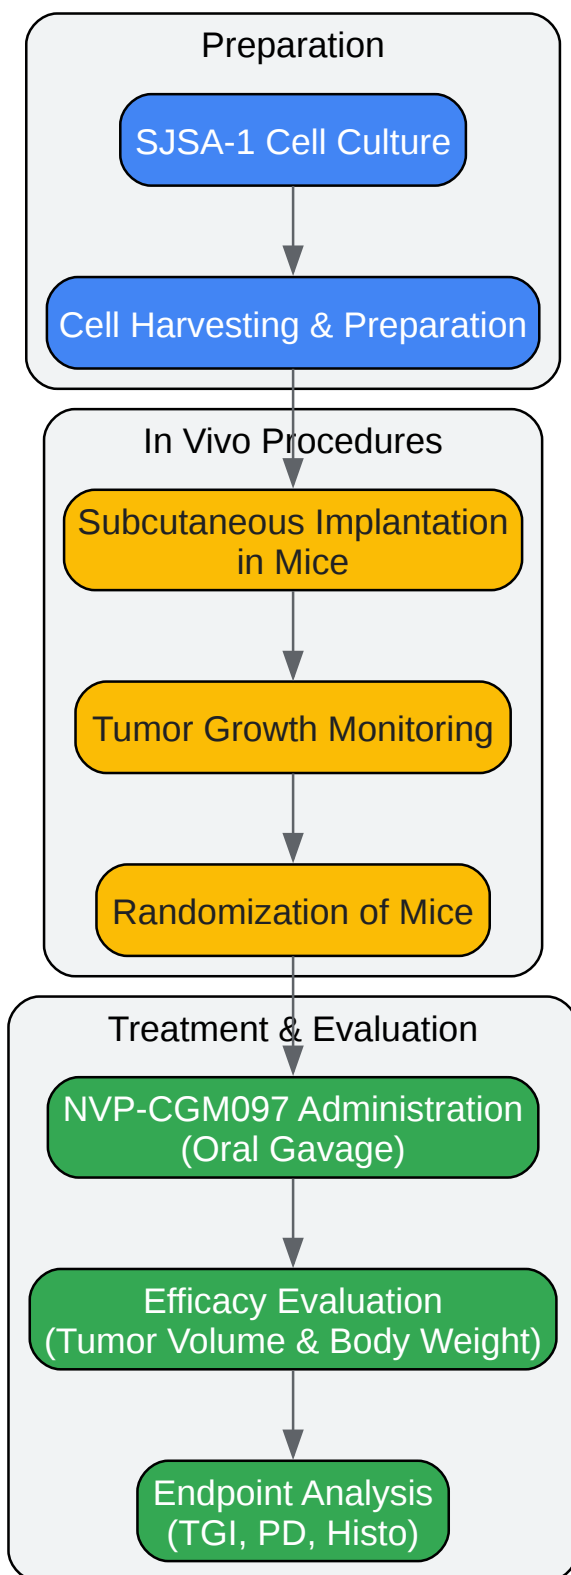 Preparation
SJSA-1 Cell Culture
Cell Harvesting & Preparation
In Vivo Procedures
Subcutaneous Implantation
in Mice
Tumor Growth Monitoring
Randomization of Mice
Treatment & Evaluation
NVP-CGM097 Administration
(Oral Gavage)
Efficacy Evaluation
(Tumor Volume & Body Weight)
Endpoint Analysis
(TGI, PD, Histo)